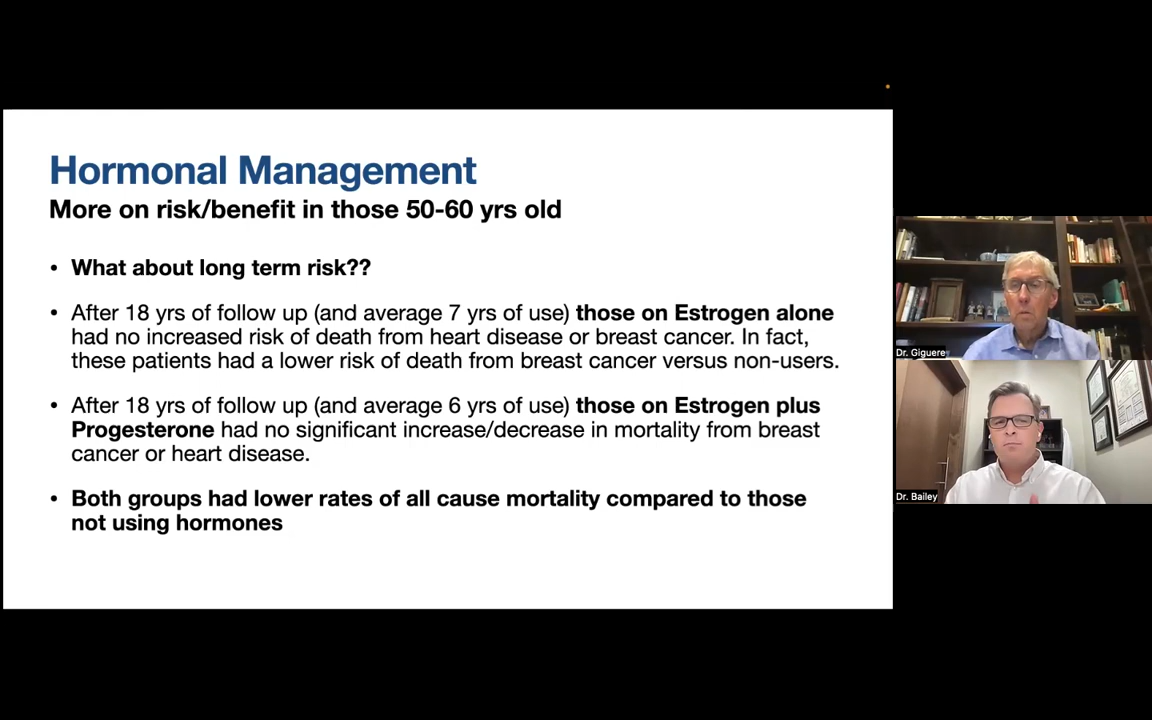 Hormonal Management
More on risk/benefit in those 50-60 yrs old
• What about long term risk??
• After 18 yrs of follow up (and average 7 yrs of use) those on Estrogen alone
had no increased risk of death from heart disease or breast cancer. In fact,
these patients had a lower risk of death from breast cancer versus non-users.
• After 18 yrs of follow up (and average 6 yrs of use) those on Estrogen plus
Progesterone had no significant increase/decrease in mortality from breast
cancer or heart disease.
• Both groups had lower rates of all cause mortality compared to those
not using hormones
Dr. Giguere
Dr. Bailey